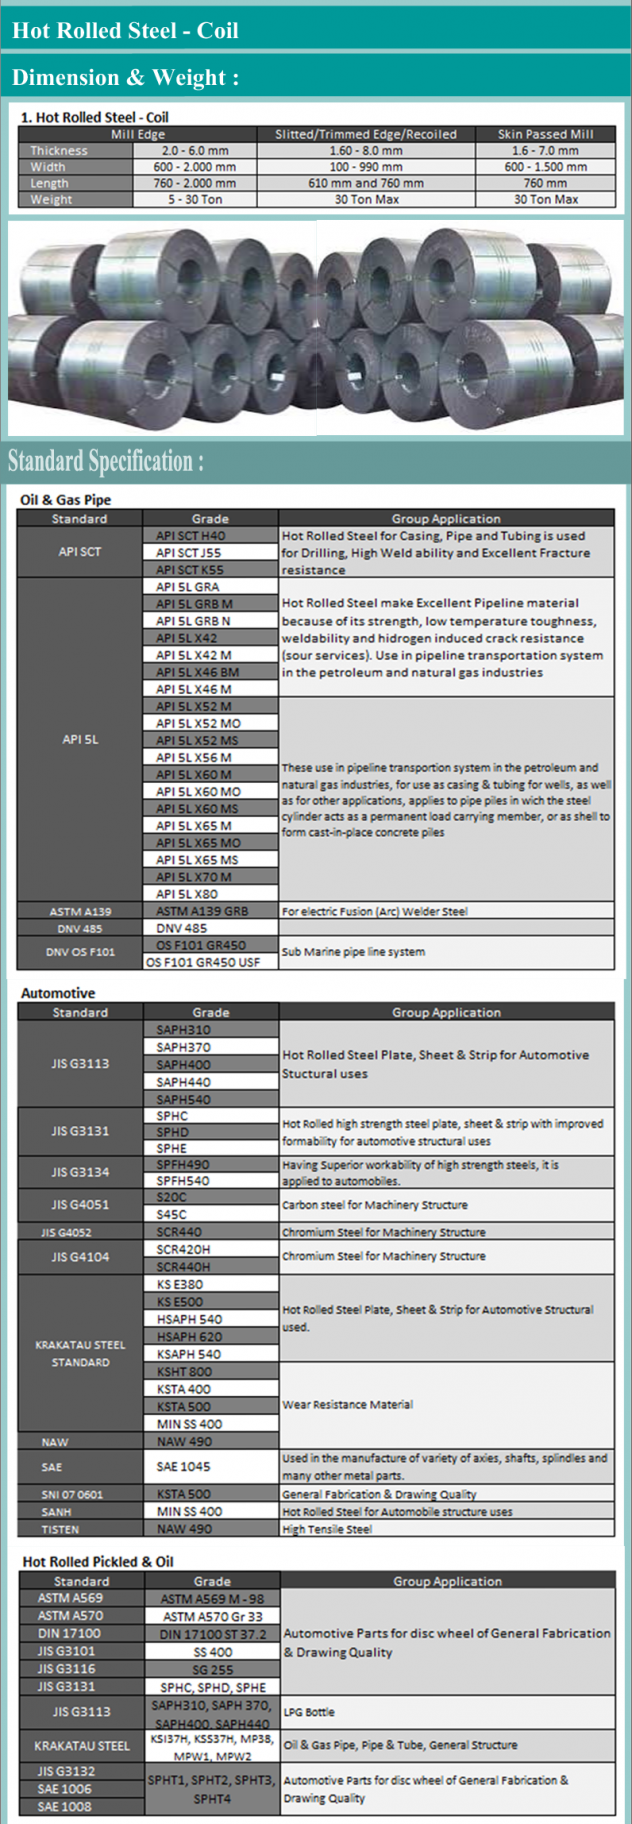 Hot Rolled Steel - Coil
Dimension & Weight :
1. Hot Rolled Steel - Coil
Mill Edge Slitted/Trimmed Edge/Recoiled Skin Passed Mill
Thickness 2.0 - 6.0 mm 1.60 - 8.0 mm 1.6 - 7.0 mm
Width 600 - 2.000 mm 100 - 990 mm 600 - 1.500 mm
Length 760 - 2.000 mm 610 mm and 760 mm 760 mm
Weight 5 - 30 Ton 30 Ton Max 30 Ton Max
Standard Specification :
Oil & Gas Pipe
Standard Grade Group Application
API SCT
API SCT H40
API SCT J55
API SCT K55
Hot Rolled Steel for Casing, Pipe and Tubing is used
for Drilling, High Weld ability and Excellent Fracture
resistance
API 5L
API 5L GRA
API 5L GRB M
API 5L GRB N
API 5L X42
API 5L X42 M
API 5L X46 BM
API 5L X46 M
Hot Rolled Steel make Excellent Pipeline material
because of its strength, low temperature toughness,
weldability and hidrogen induced crack resistance
(sour services). Use in pipeline transportation system
in the petroleum and natural gas industries
API 5L X52 M
API 5L X52 MO
API 5L X52 MS
API 5L X56 M
API 5L X60 M
API 5L X60 MO
API 5L X60 MS
API 5L X65 M
API 5L X65 MO
API 5L X65 MS
API 5L X70 M
API 5L X80
These use in pipeline transportion system in the petroleum and
natural gas industries, for use as casing & tubing for wells, as well
as for other applications, applies to pipe piles in wich the steel
cylinder acts as a permanent load carrying member, or as shell to
form cast-in-place concrete piles
ASTM A139 ASTM A139 GRB For electric Fusion (Arc) Welder Steel
DNV 485 DNV 485
DNV OS F101
OS F101 GR450
OS F101 GR450 USF
Sub Marine pipe line system
Automotive
Standard Grade Group Application
JIS G3113
SAPH310
SAPH370
SAPH400
SAPH440
SAPH540
Hot Rolled Steel Plate, Sheet & Strip for Automotive
Stuctural uses
JIS G3131
SPHC
SPHD
SPHE
Hot Rolled high strength steel plate, sheet & strip with improved
formability for automotive structural uses
JIS G3134
SPFH490
SPFH540
Having Superior workability of high strength steels, it is
applied to automobiles.
JIS G4051
S20C
S45C
Carbon steel for Machinery Structure
JIS G4052 SCR440 Chromium Steel for Machinery Structure
JIS G4104
SCR420H
SCR440H
Chromium Steel for Machinery Structure
KRAKATAU STEEL
STANDARD
KS E380
KS E500
HSAPH 540
HSAPH 620
KSAPH 540
Hot Rolled Steel Plate, Sheet & Strip for Automotive Structural
used.
KSHT 800
KSTA 400
KSTA 500
MIN SS 400
Wear Resistance Material
NAW NAW 490
SAE SAE 1045
Used in the manufacture of variety of axies, shafts, splindles and
many other metal parts.
SNI 07 0601 KSTA 500 General Fabrication & Drawing Quality
SANH MIN SS 400 Hot Rolled Steel for Automobile structure uses
TISTEN NAW 490 High Tensile Steel
Hot Rolled Pickled & Oil
Standard Grade Group Application
ASTM A569 ASTM A569 M - 98
ASTM A570 ASTM A570 Gr 33
DIN 17100 DIN 17100 ST 37.2
JIS G3101 SS 400
JIS G3116 SG 255
JIS G3131 SPHC, SPHD, SPHE
Automotive Parts for disc wheel of General Fabrication
& Drawing Quality
JIS G3113
SAPH310, SAPH 370,
SAPH400, SAPH440
LPG Bottle
KRAKATAU STEEL
KSI37H, KSS37H, MP38,
MPW1, MPW2
Oil & Gas Pipe, Pipe & Tube, General Structure
JIS G3132
SAE 1006
SAE 1008
SPHT1, SPHT2, SPHT3,
SPHT4
Automotive Parts for disc wheel of General Fabrication &
Drawing Quality